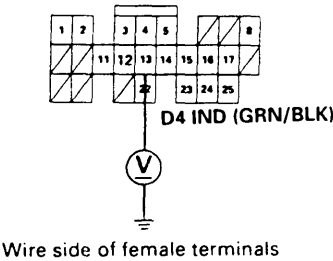 1 2 3 4 5 8
11 12 13 14 15 16 17
22 23 24 25
D4 IND (GRN/BLK)
V
Wire side of female terminals